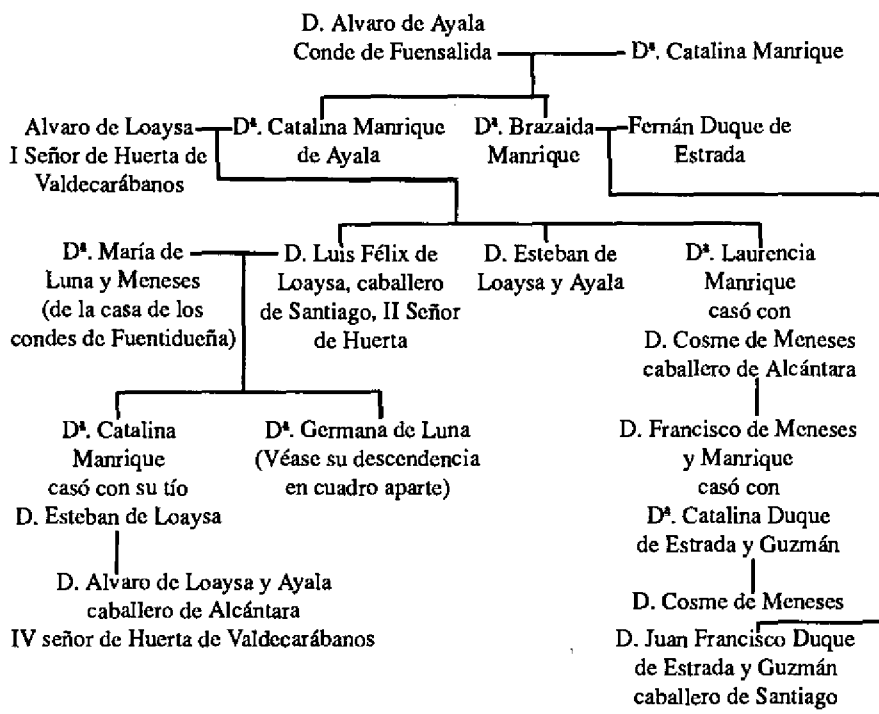 D. Alvaro de Ayala
Conde de Fuensalida
Dª. Catalina Manrique
Alvaro de Loaysa
I Señor de Huerta de
Valdecarábanos
Dª. Catalina Manrique
de Ayala
Dª. Brazaida
Manrique
Fernán Duque de
Estrada
Dª. María de
Luna y Meneses
(de la casa de los
condes de Fuentidueña)
D. Luis Félix de
Loaysa, caballero
de Santiago, II Señor
de Huerta
D. Esteban de
Loaysa y Ayala
Dª. Laurencia
Manrique
casó con
D. Cosme de Meneses
caballero de Alcántara
Dª. Catalina
Manrique
casó con su tío
D. Esteban de Loaysa
Dª. Germana de Luna
(Véase su descendencia
en cuadro aparte)
D. Francisco de Meneses
y Manrique
casó con
Dª. Catalina Duque
de Estrada y Guzmán
D. Alvaro de Loaysa y Ayala
caballero de Alcántara
IV señor de Huerta de Valdecarábanos
D. Cosme de Meneses
D. Juan Francisco Duque
de Estrada y Guzmán
caballero de Santiago